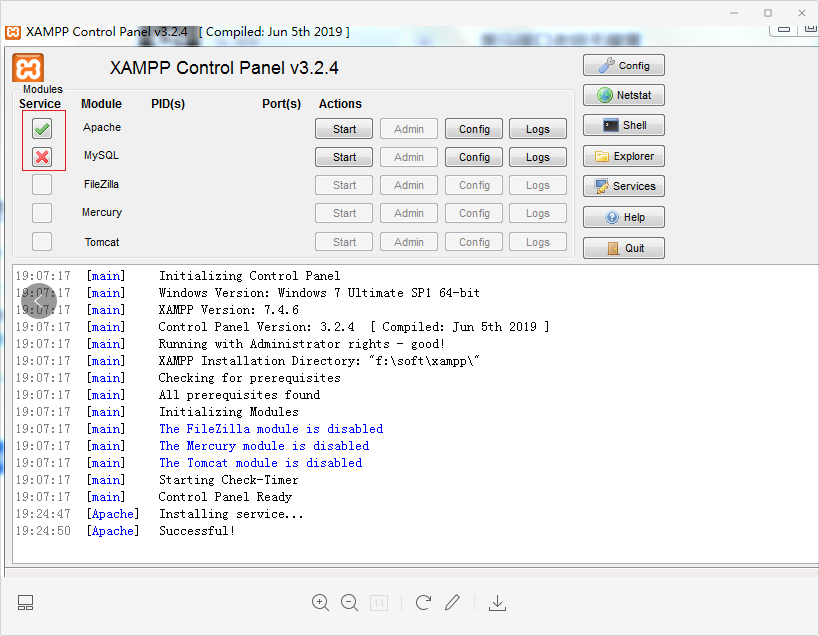 XAMPP Control Panel v3.2.4 [ Compiled: Jun 5th 2019 ]
XAMPP Control Panel v3.2.4
Config
Modules
Service Module PID(s) Port(s) Actions
Netstat
Apache Start Admin Config Logs
Shell
MySQL Start Admin Config Logs
Explorer
FileZilla Start Admin Config Logs
Services
Mercury Start Admin Config Logs
Help
Tomcat Start Admin Config Logs
Quit
19:07:17 [main] Initializing Control Panel
19:07:17 [main] Windows Version: Windows 7 Ultimate SP1 64-bit
19:07:17 [main] XAMPP Version: 7.4.6
19:07:17 [main] Control Panel Version: 3.2.4 [ Compiled: Jun 5th 2019 ]
19:07:17 [main] Running with Administrator rights - good!
19:07:17 [main] XAMPP Installation Directory: "f:\soft\xampp\"
19:07:17 [main] Checking for prerequisites
19:07:17 [main] All prerequisites found
19:07:17 [main] Initializing Modules
19:07:17 [main] The FileZilla module is disabled
19:07:17 [main] The Mercury module is disabled
19:07:17 [main] The Tomcat module is disabled
19:07:17 [main] Starting Check-Timer
19:07:17 [main] Control Panel Ready
19:24:47 [Apache] Installing service...
19:24:50 [Apache] Successful!
1:1